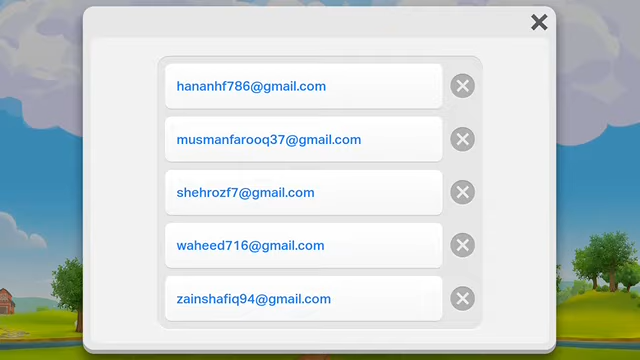 hananhf786@gmail.com
musmanfarooq37@gmail.com
shehrozf7@gmail.com
waheed716@gmail.com
zainshafiq94@gmail.com